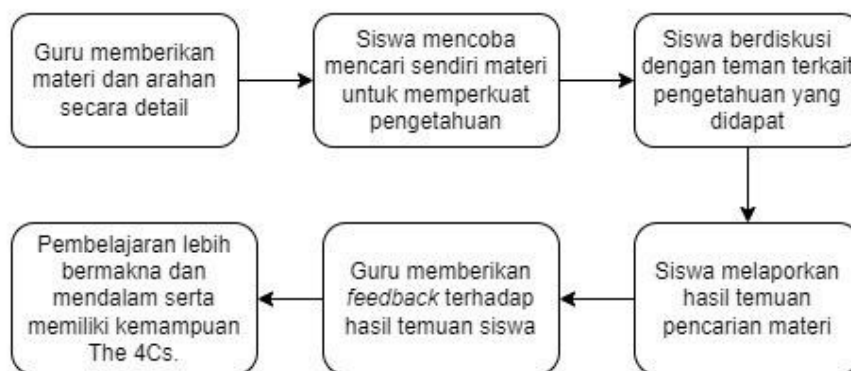 Guru memberikan
materi dan arahan
secara detail
Siswa mencoba
mencari sendiri materi
untuk memperkuat
pengetahuan
Siswa berdiskusi
dengan teman terkait
pengetahuan yang
didapat
Siswa melaporkan
hasil temuan
pencarian materi
Guru memberikan
feedback terhadap
hasil temuan siswa
Pembelajaran lebih
bermakna dan
mendalam serta
memiliki kemampuan
The 4Cs.